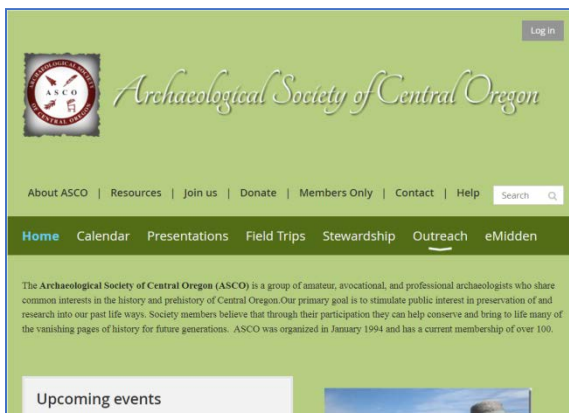 Log in
ARCHAEOLOGICAL SOCIETY
ASCO
OF CENTRAL OREGON
Archaeological Society of Central Oregon
About ASCO | Resources | Join us | Donate | Members Only | Contact | Help
Search
Home Calendar Presentations Field Trips Stewardship Outreach eMidden
The Archaeological Society of Central Oregon (ASCO) is a group of amateur, avocational, and professional archaeologists who share
common interests in the history and prehistory of Central Oregon.Our primary goal is to stimulate public interest in preservation of and
research into our past life ways. Society members believe that through their participation they can help conserve and bring to life many of
the vanishing pages of history for future generations. ASCO was organized in January 1994 and has a current membership of over 100.
Upcoming events